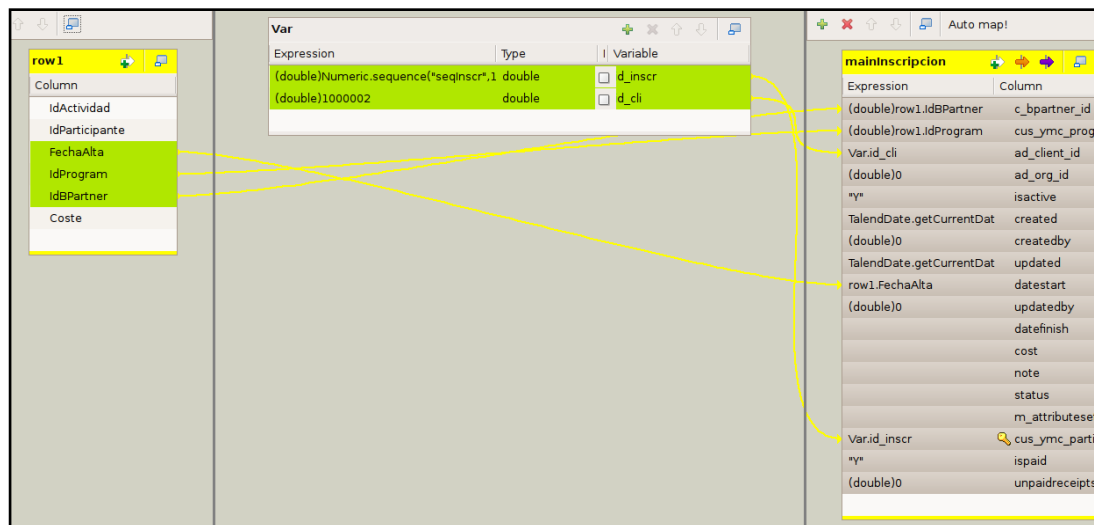 Auto map!
row1
Column
IdActividad
IdParticipante
FechaAlta
IdProgram
IdBPartner
Coste
Var
Expression Type I Variable
(double)Numeric.sequence("seqInscr",1 double d_inscr
(double)1000002 double d_cli
mainInscripcion
Expression Column
(double)row1.IdBPartner c_bpartner_id
(double)row1.IdProgram cus_ymc_prog
Var.id_cli ad_client_id
(double)0 ad_org_id
"Y" isactive
TalendDate.getCurrentDat created
(double)0 createdby
TalendDate.getCurrentDat updated
row1.FechaAlta datestart
(double)0 updatedby
datefinish
cost
note
status
m_attributeset
Var.id_inscr cus_ymc_parti
"Y" ispaid
(double)0 unpaidreceipts